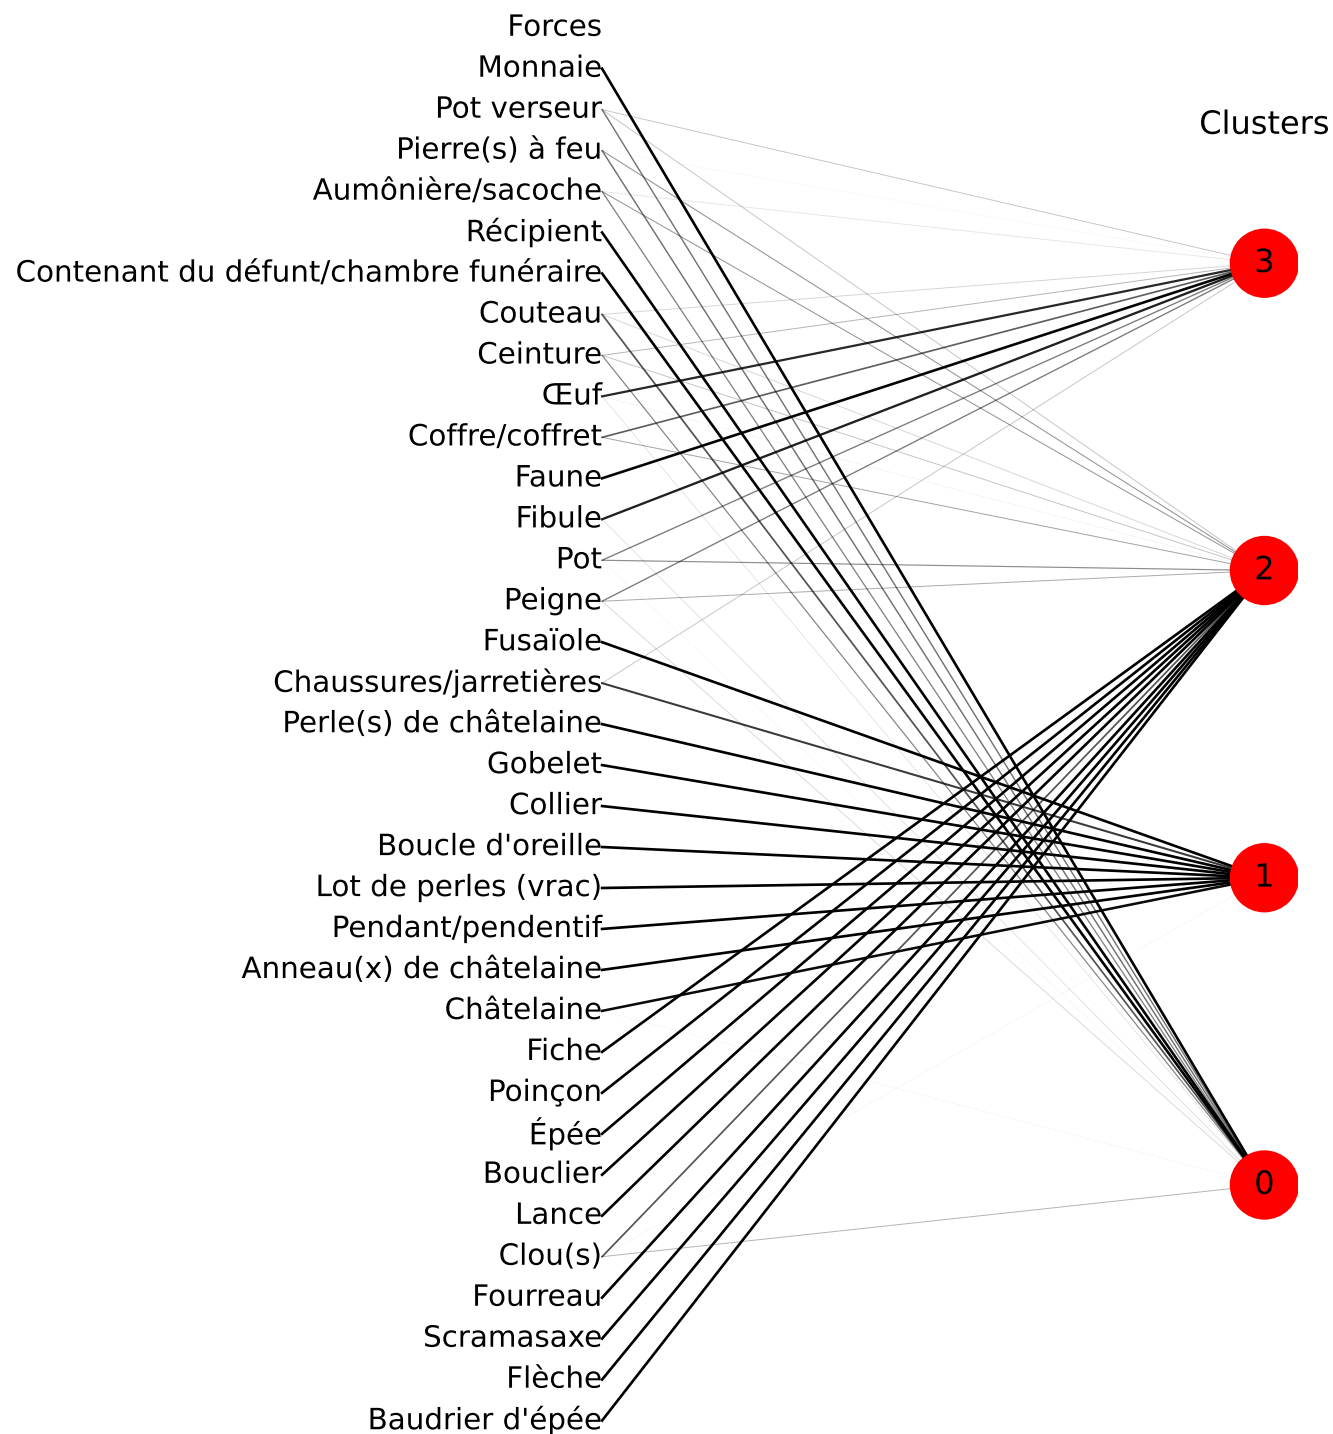 Forces
Monnaie
Pot verseur
Clusters
Pierre(s) à feu
Aumônière/sacoche
Récipient
3
Contenant du défunt/chambre funéraire
Couteau
Ceinture
Œuf
Coffre/coffret
Faune
Fibule
Pot
2
Peigne
Fusaïole
Chaussures/jarretières
Perle(s) de châtelaine
Gobelet
Collier
Boucle d'oreille
1
Lot de perles (vrac)
Pendant/pendentif
Anneau(x) de châtelaine
Châtelaine
Fiche
Poinçon
Épée
Bouclier
0
Lance
Clou(s)
Fourreau
Scramasaxe
Flèche
Baudrier d'épée